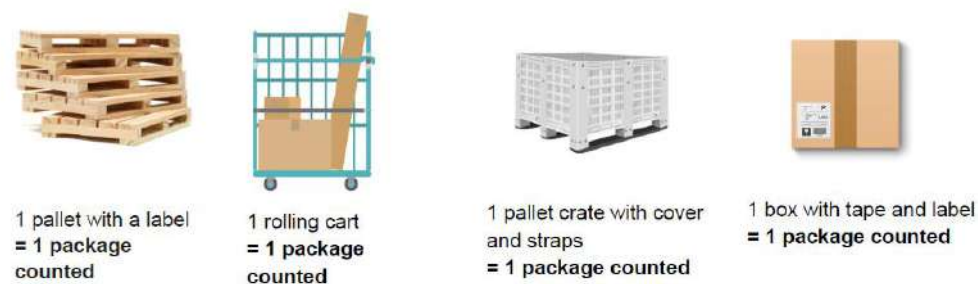 1 pallet with a label
= 1 package
counted
1 rolling cart
= 1 package
counted
1 pallet crate with cover
and straps
= 1 package counted
1 box with tape and label
= 1 package counted